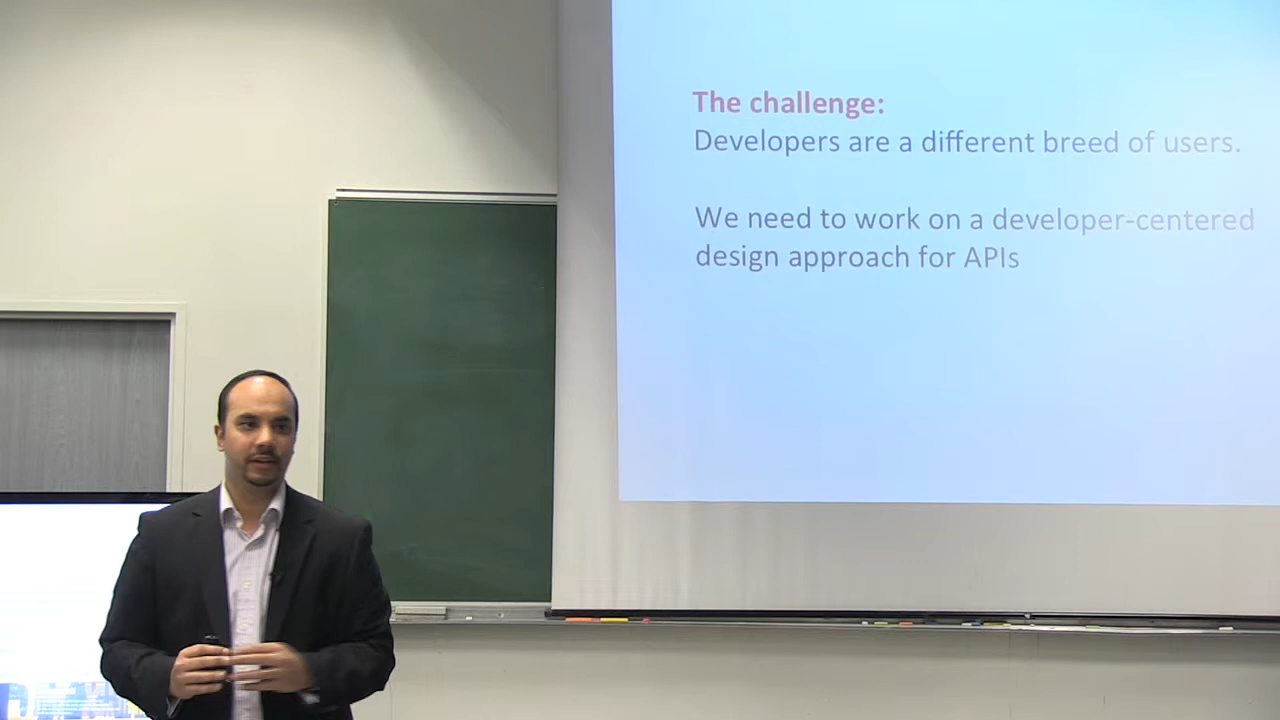 The challenge:
Developers are a different breed of users.
We need to work on a developer-centered
design approach for APIs